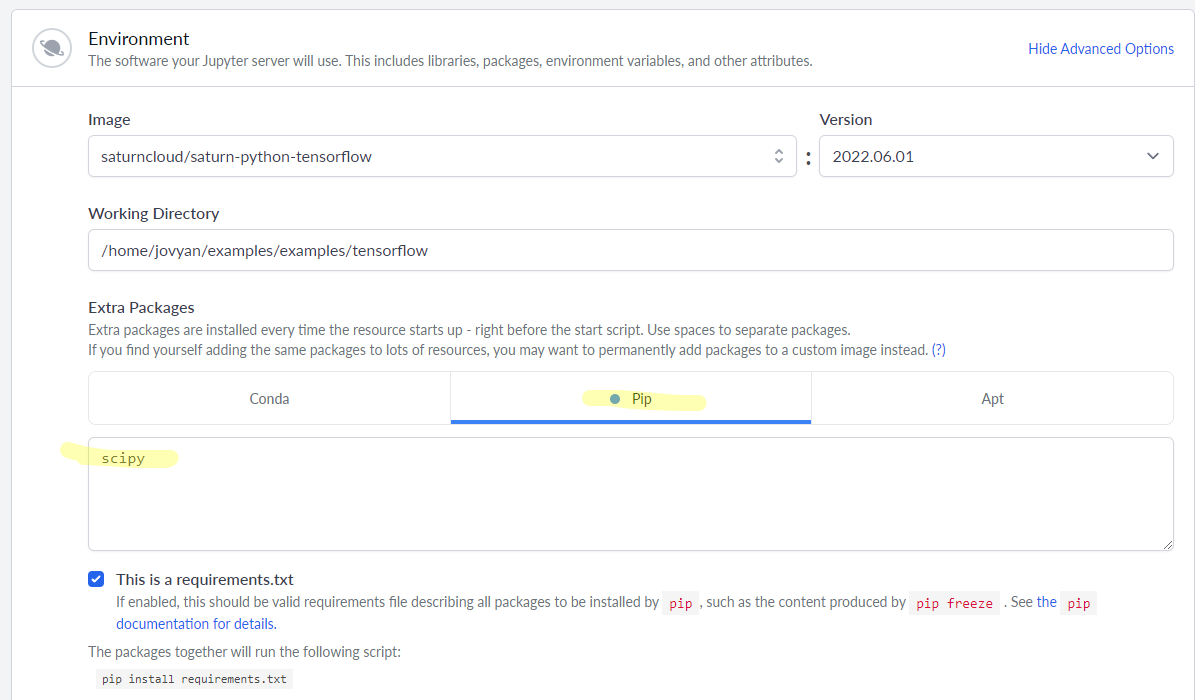 Environment
The software your Jupyter server will use. This includes libraries, packages, environment variables, and other attributes.
Hide Advanced Options
Image
Version
saturncloud/saturn-python-tensorflow
:
2022.06.01
Working Directory
/home/jovyan/examples/examples/tensorflow
Extra Packages
Extra packages are installed every time the resource starts up - right before the start script. Use spaces to separate packages.
If you find yourself adding the same packages to lots of resources, you may want to permanently add packages to a custom image instead. (?)
Conda
Pip
Apt
scipy
This is a requirements.txt
If enabled, this should be valid requirements file describing all packages to be installed by pip , such as the content produced by pip freeze . See the pip
documentation for details.
The packages together will run the following script:
pip install requirements.txt